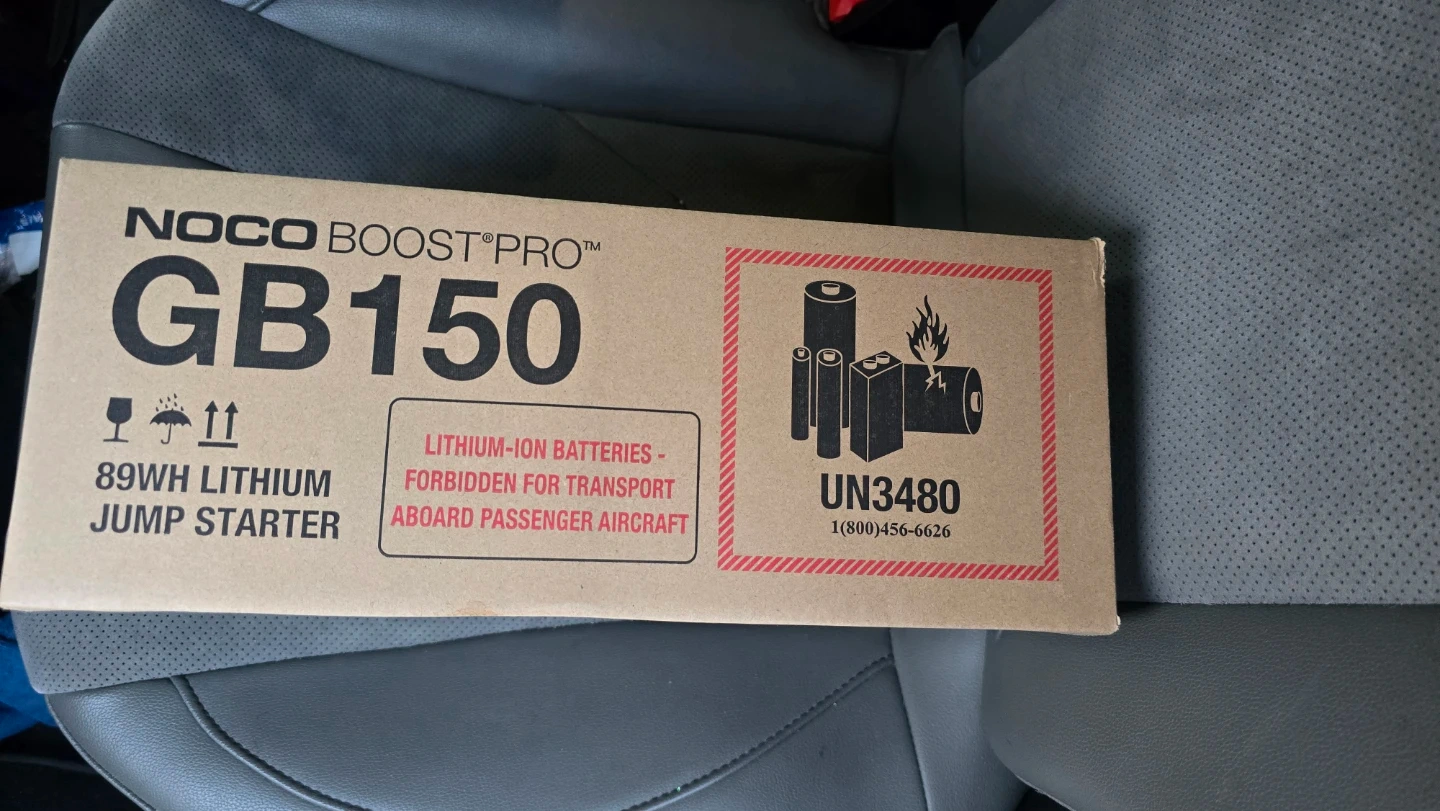 NOCO BOOST®PRO™
GB150
89WH LITHIUM
JUMP STARTER
LITHIUM-ION BATTERIES -
FORBIDDEN FOR TRANSPORT
ABOARD PASSENGER AIRCRAFT
UN3480
1(800)456-6626